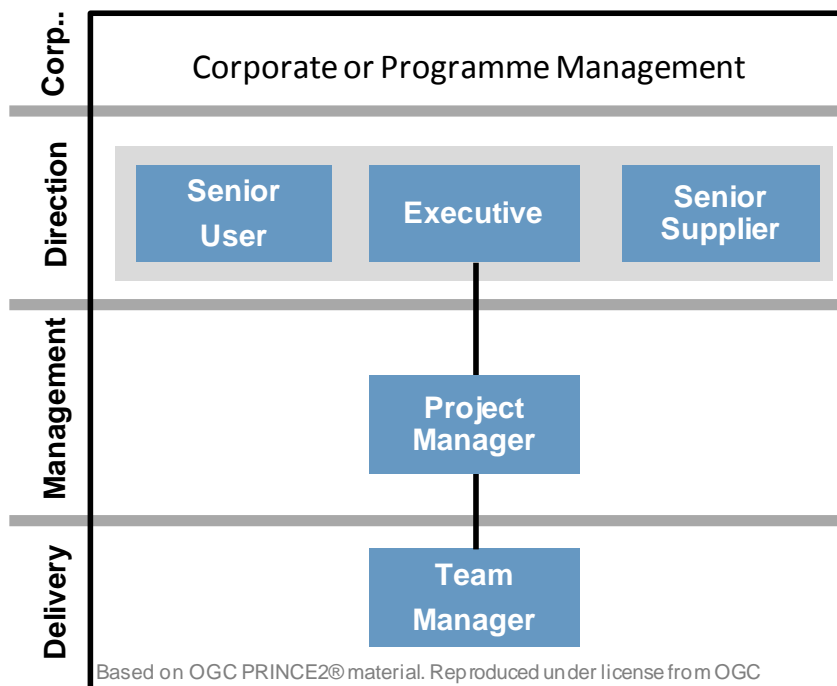 Corp..
Corporate or Programme Management
Direction
Senior
User
Executive
Senior
Supplier
Management
Project
Manager
Delivery
Team
Manager
Based on OGC PRINCE2® material. Reproduced under license from OGC